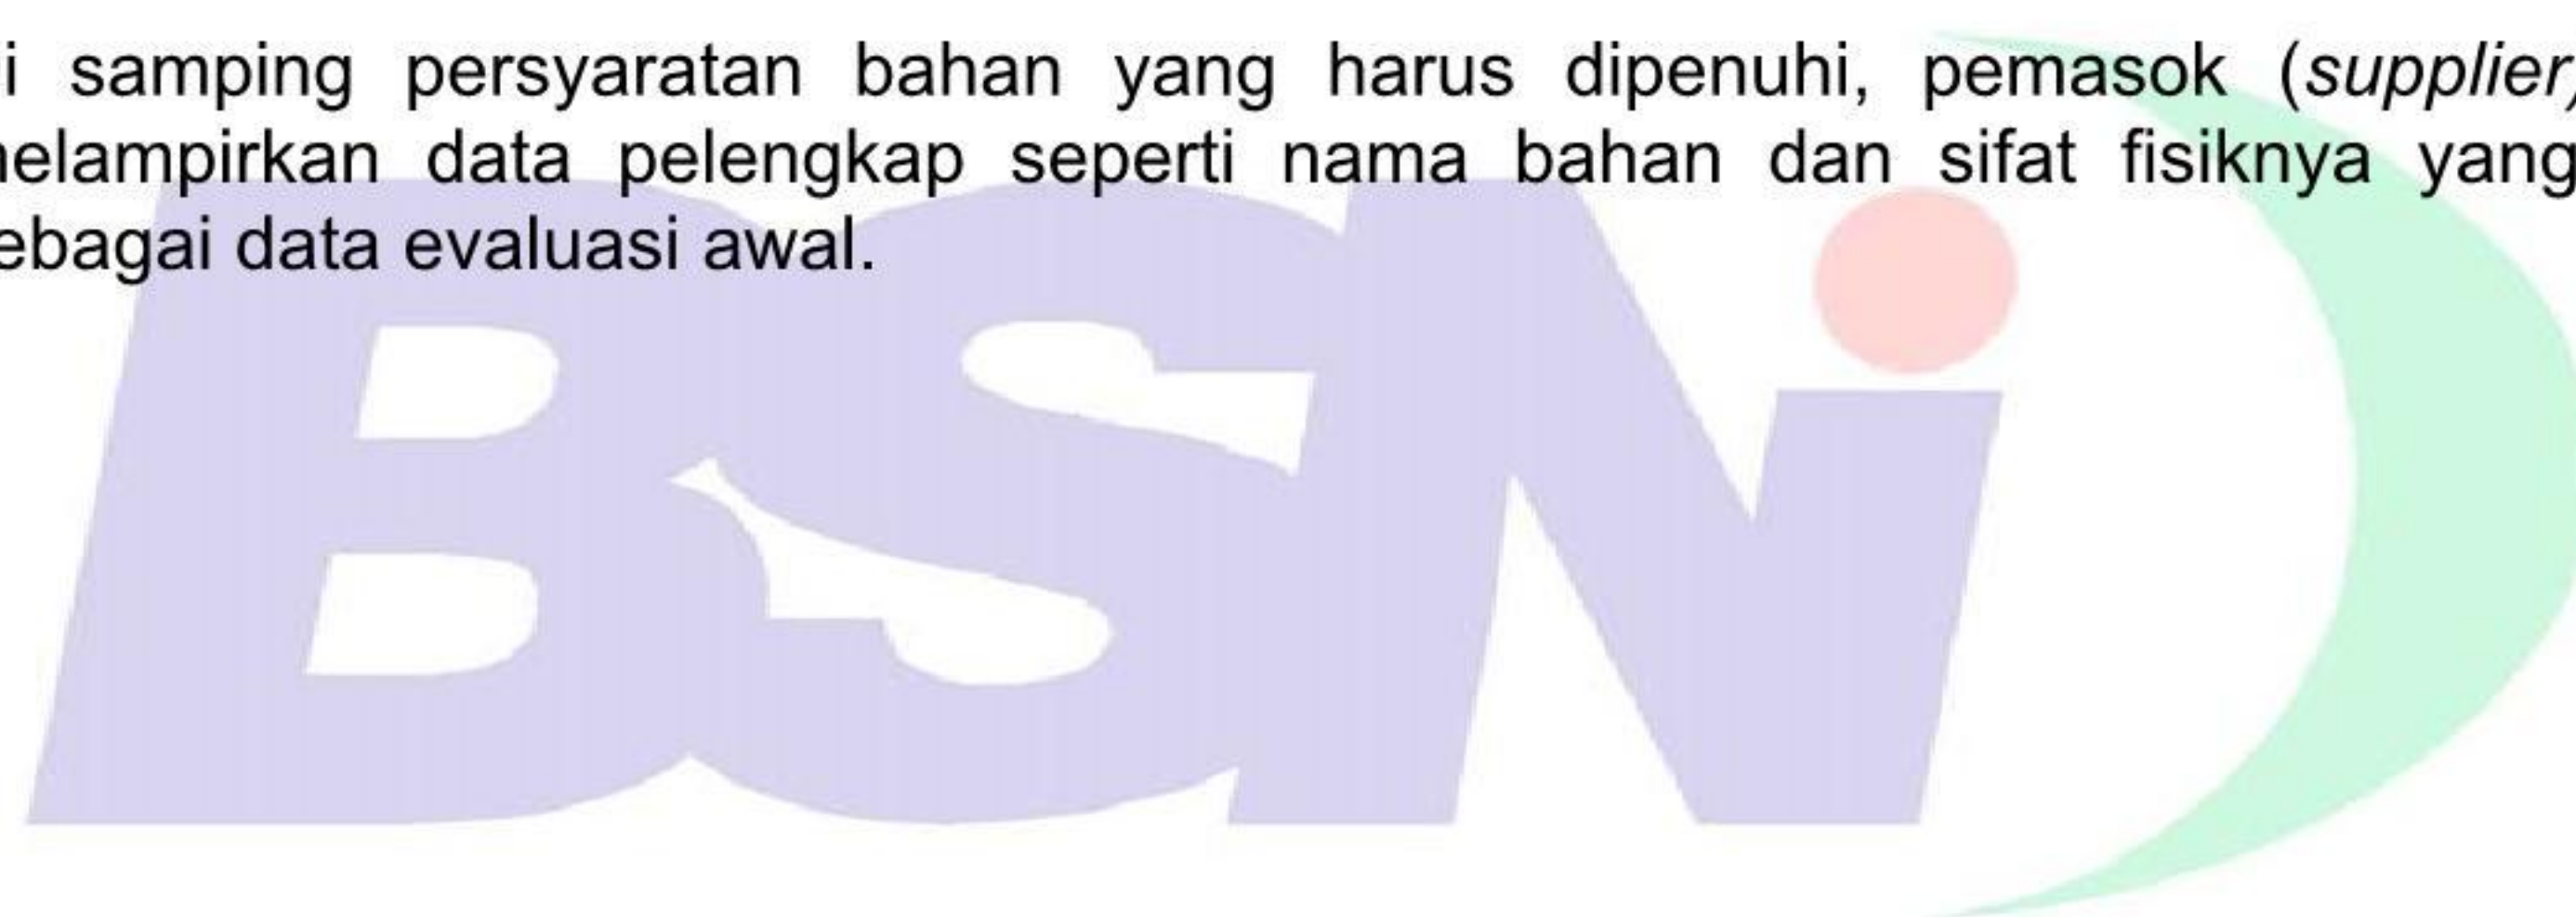 i samping persyaratan bahan yang harus dipenuhi, pemasok (supplier)
elampirkan data pelengkap seperti nama bahan dan sifat fisiknya yang
ebagai data evaluasi awal.
BSNi